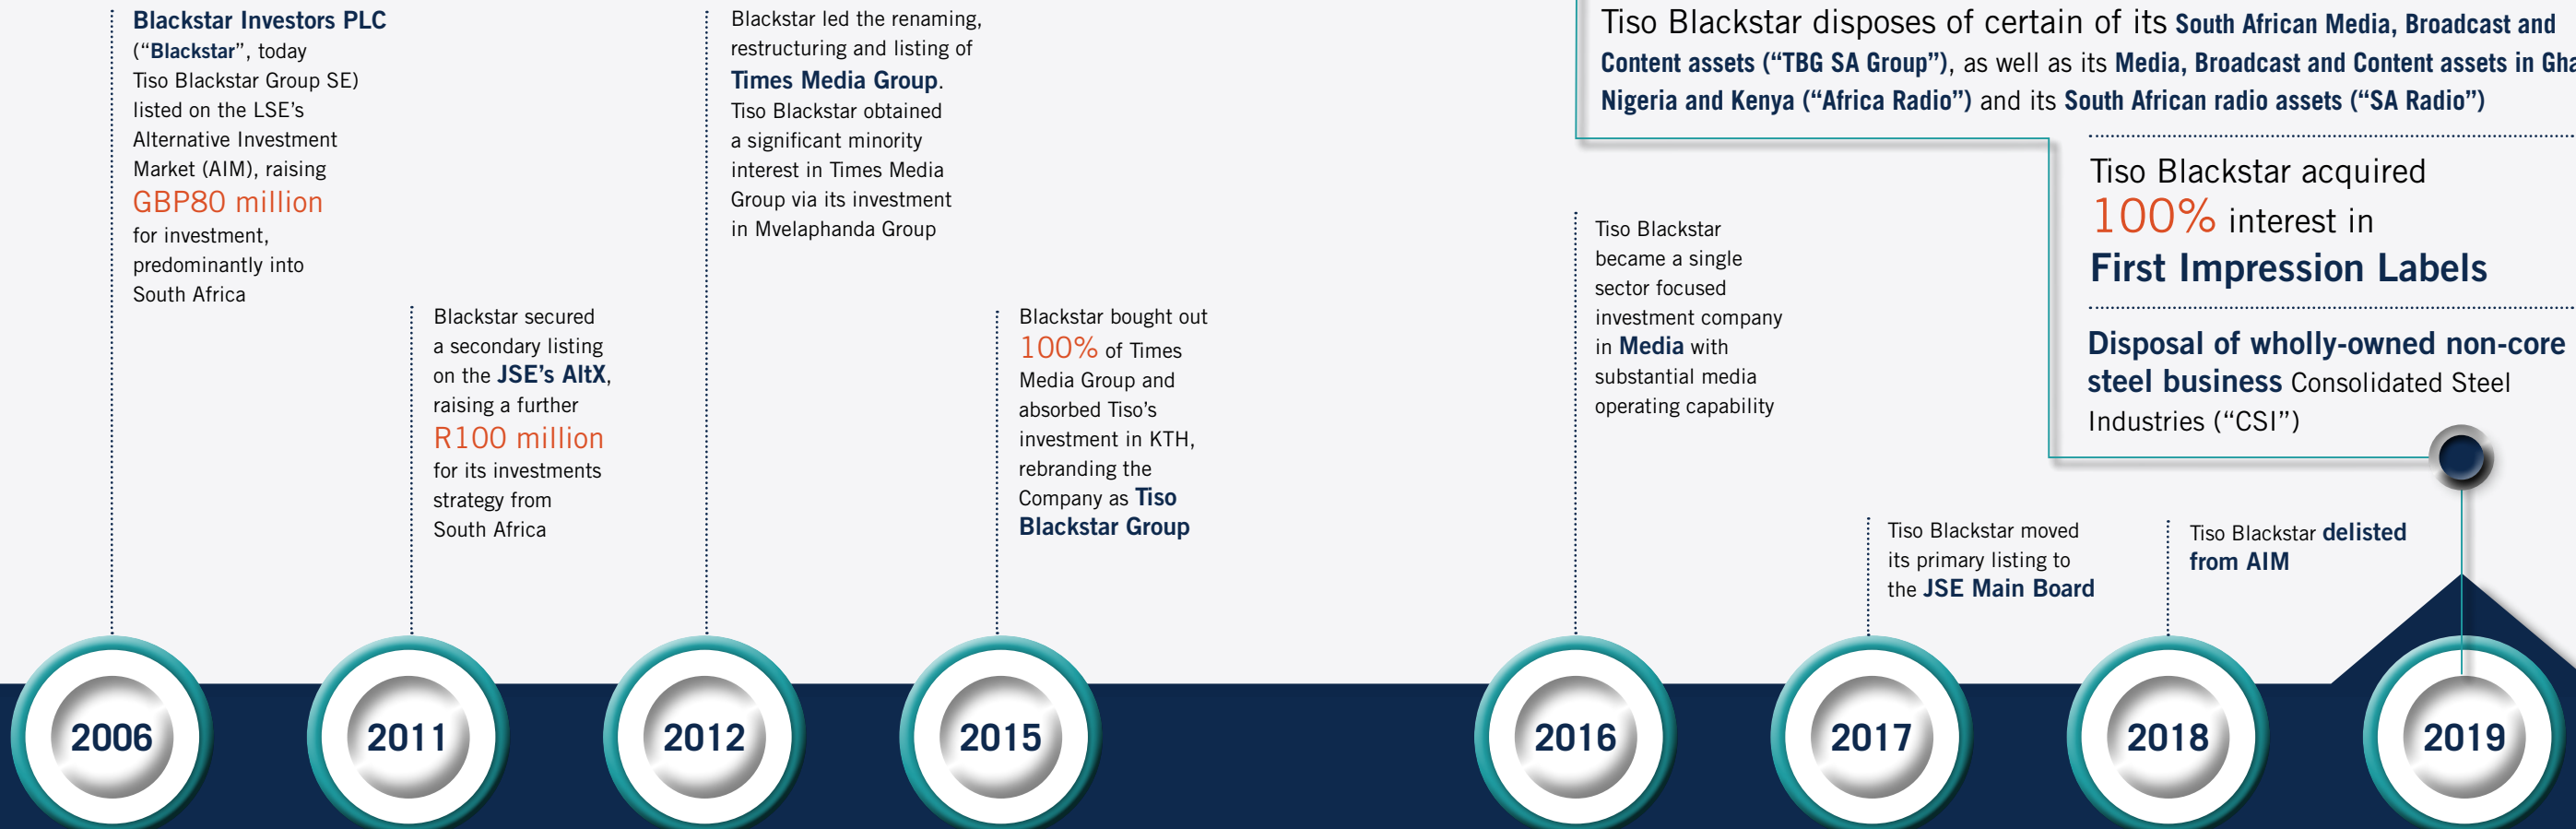 Blackstar Investors PLC
(“Blackstar”, today
Tiso Blackstar Group SE)
listed on the LSE’s
Alternative Investment
Market (AIM), raising
GBP80 million
for investment,
predominantly into
South Africa
Blackstar secured
a secondary listing
on the JSE’s AltX,
raising a further
R100 million
for its investments
strategy from
South Africa
Blackstar led the renaming,
restructuring and listing of
Times Media Group.
Tiso Blackstar obtained
a significant minority
interest in Times Media
Group via its investment
in Mvelaphanda Group
Blackstar bought out
100% of Times
Media Group and
absorbed Tiso’s
investment in KTH,
rebranding the
Company as Tiso
Blackstar Group
Tiso Blackstar
became a single
sector focused
investment company
in Media with
substantial media
operating capability
Tiso Blackstar moved
its primary listing to
the JSE Main Board
Tiso Blackstar delisted
from AIM
Tiso Blackstar disposes of certain of its South African Media, Broadcast and
Content assets (“TBG SA Group”), as well as its Media, Broadcast and Content assets in
Nigeria and Kenya (“Africa Radio”) and its South African radio assets (“SA Radio”)
Tiso Blackstar acquired
100% interest in
First Impression Labels
Disposal of wholly-owned non-core
steel business Consolidated Steel
Industries (“CSI”)
2006
2011
2012
2015
2016
2017
2018
2019